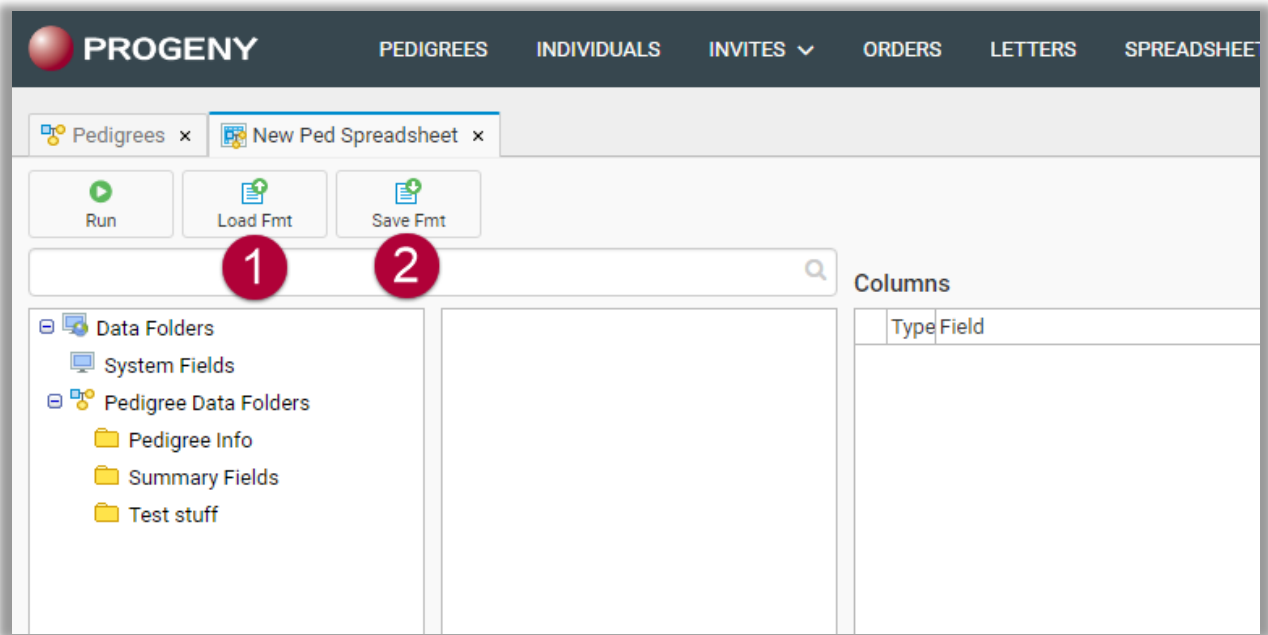 PROGENY PEDIGREES INDIVIDUALS INVITES ORDERS LETTERS SPREADSHEET
Pedigrees x New Ped Spreadsheet x
Run Load Fmt Save Fmt
1 2
Columns
Data Folders
Type Field
System Fields
Pedigree Data Folders
Pedigree Info
Summary Fields
Test stuff